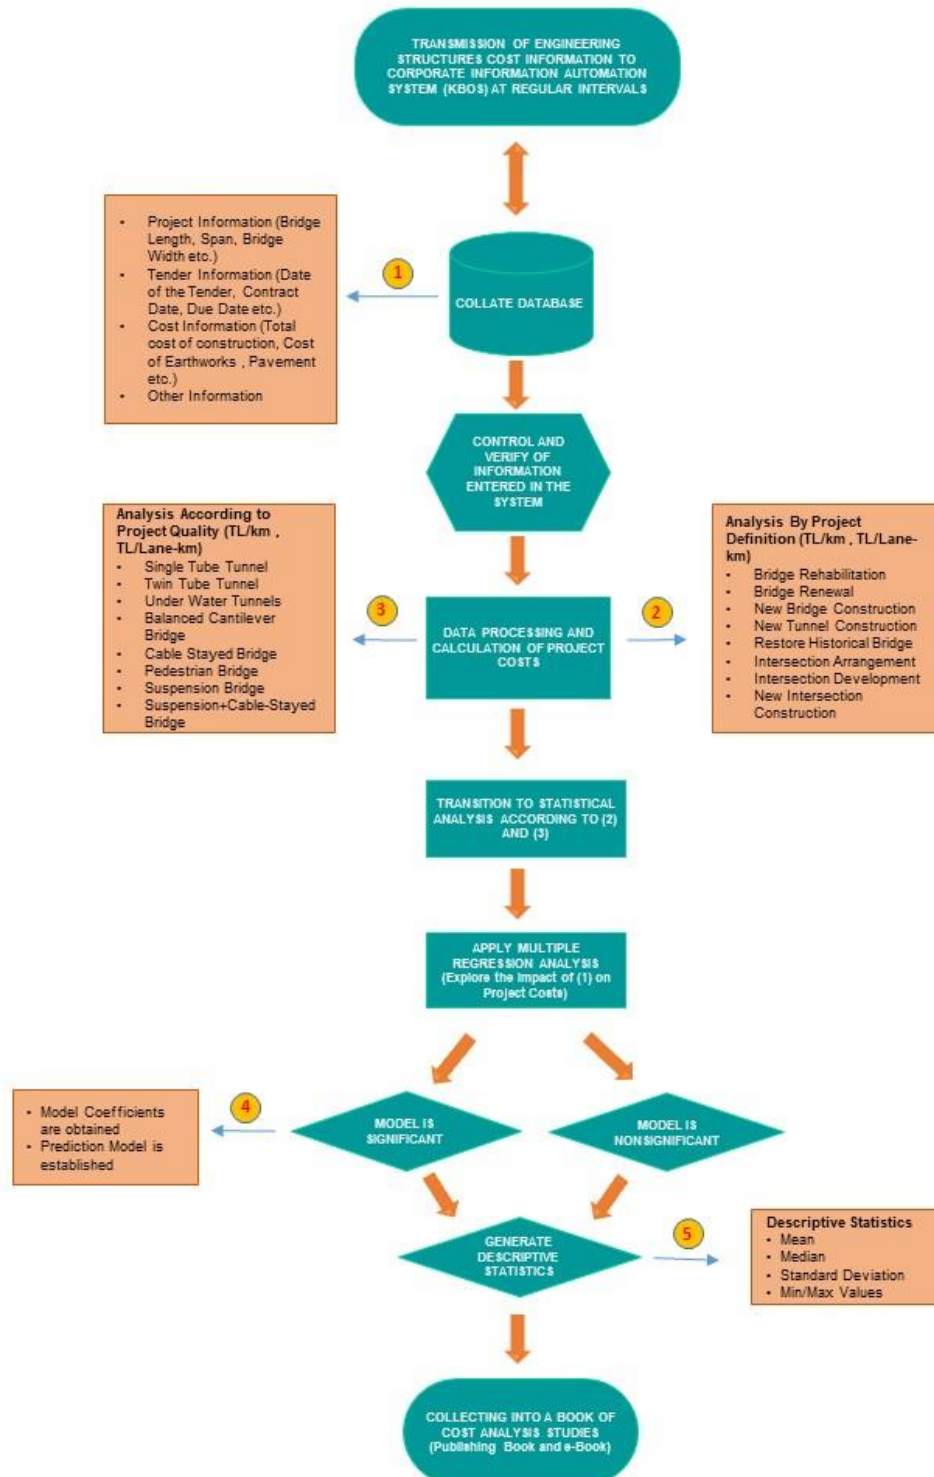 TRANSMISSION OF ENGINEERING
STRUCTURES COST INFORMATION TO
CORPORATE INFORMATION AUTOMATION
SYSTEM (KBOS) AT REGULAR INTERVALS
• Project Information (Bridge
Length, Span, Bridge
Width etc.)
• Tender Information (Date
of the Tender, Contract
Date, Due Date etc.)
• Cost Information (Total
cost of construction, Cost
of Earthworks , Pavement
etc.)
• Other Information
1
COLLATE DATABASE
CONTROL AND
VERIFY OF
INFORMATION
ENTERED IN THE
SYSTEM
Analysis According to
Project Quality (TL/km ,
TL/Lane-km)
• Single Tube Tunnel
• Twin Tube Tunnel
• Under Water Tunnels
• Balanced Cantilever
Bridge
• Cable Stayed Bridge
• Pedestrian Bridge
• Suspension Bridge
• Suspension+Cable-Stayed
Bridge
3
DATA PROCESSING AND
CALCULATION OF PROJECT
COSTS
2
Analysis By Project
Definition (TL/km , TL/Lane-
km)
• Bridge Rehabilitation
• Bridge Renewal
• New Bridge Construction
• New Tunnel Construction
• Restore Historical Bridge
• Intersection Arrangement
• Intersection Development
• New Intersection
Construction
TRANSITION TO STATISTICAL
ANALYSIS ACCORDING TO (2)
AND (3)
APPLY MULTIPLE
REGRESSION ANALYSIS
(Explore the Impact of (1) on
Project Costs)
• Model Coefficients
are obtained
• Prediction Model is
established
4
MODEL IS
SIGNIFICANT
MODEL IS
NONSIGNIFICANT
GENERATE
DESCRIPTIVE
STATISTICS
5
Descriptive Statistics
• Mean
• Median
• Standard Deviation
• Min/Max Values
COLLECTING INTO A BOOK OF
COST ANALYSIS STUDIES
(Publishing Book and e-Book)